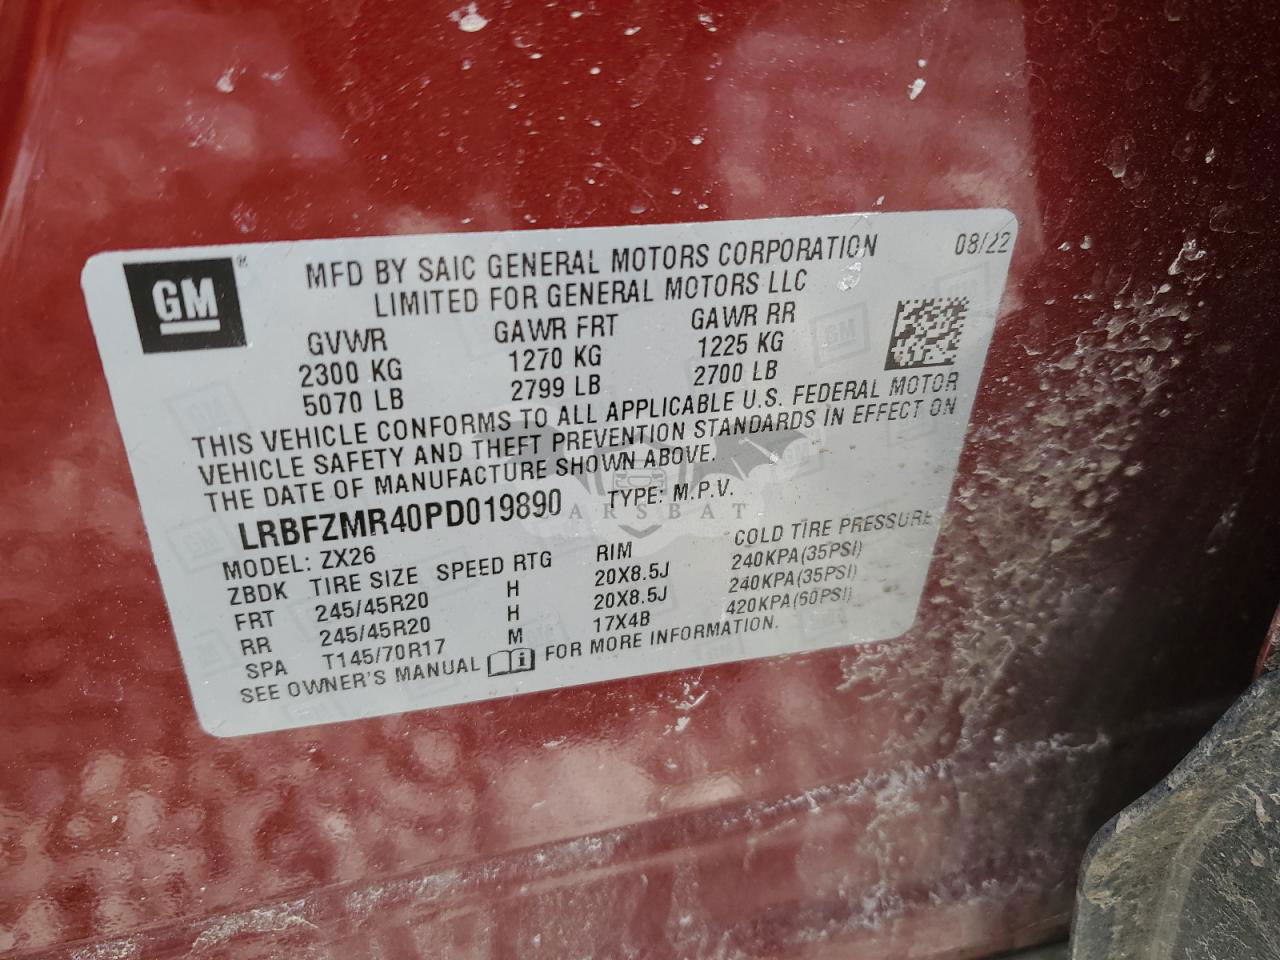 GM ®
MFD BY SAIC GENERAL MOTORS CORPORATION 08/22
LIMITED FOR GENERAL MOTORS LLC
GVWR GAWR FRT GAWR RR
2300 KG 1270 KG 1225 KG
5070 LB 2799 LB 2700 LB
THIS VEHICLE CONFORMS TO ALL APPLICABLE U.S. FEDERAL MOTOR
VEHICLE SAFETY AND THEFT PREVENTION STANDARDS IN EFFECT ON
THE DATE OF MANUFACTURE SHOWN ABOVE.
LRBFZMR40PD019890 TYPE: M.P.V.
CARSBAT
MODEL: ZX26
ZBDK TIRE SIZE SPEED RTG RIM COLD TIRE PRESSURE
FRT 245/45R20 H 20X8.5J 240KPA(35PSI)
RR 245/45R20 H 20X8.5J 240KPA(35PSI)
SPA T145/70R17 M 17X4B 420KPA(60PSI)
SEE OWNER'S MANUAL FOR MORE INFORMATION.